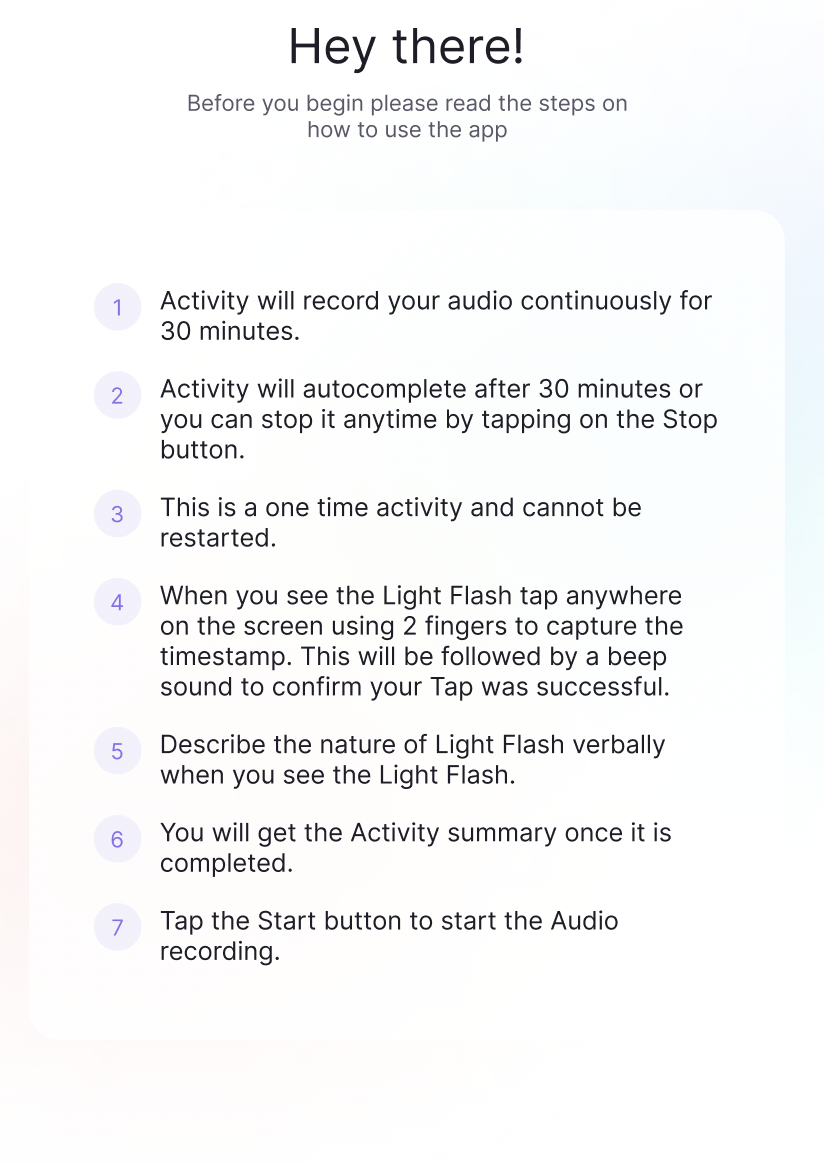 Hey there!
Before you begin please read the steps on
how to use the app
1 Activity will record your audio continuously for
30 minutes.
2 Activity will autocomplete after 30 minutes or
you can stop it anytime by tapping on the Stop
button.
3 This is a one time activity and cannot be
restarted.
4 When you see the Light Flash tap anywhere
on the screen using 2 fingers to capture the
timestamp. This will be followed by a beep
sound to confirm your Tap was successful.
5 Describe the nature of Light Flash verbally
when you see the Light Flash.
6 You will get the Activity summary once it is
completed.
7 Tap the Start button to start the Audio
recording.